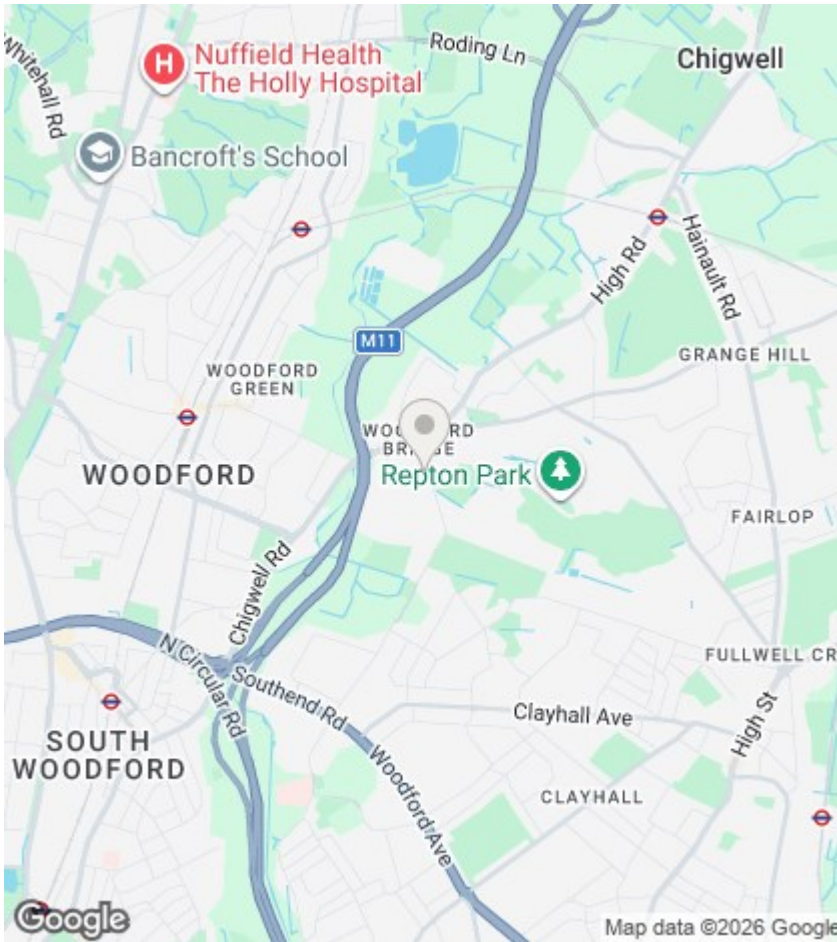 Whitehall Rd
H
Nuffield Health
The Holly Hospital
Roding Ln
Chigwell
Bancroft's School
High Rd
Hainault Rd
M11
GRANGE HILL
WOODFORD
GREEN
BRIDGE
WOODFORD
Repton Park
FAIRLOP
Chigwell Rd
FULLWELL CR
N Circular Rd
Southend Rd
Clayhall Ave
High St
SOUTH
WOODFORD
Woodford Ave
CLAYHALL
Google
Map data ©2026 Google